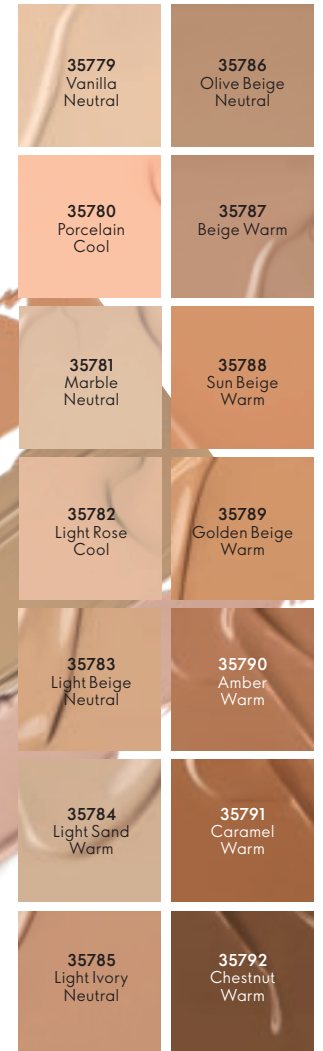 35779
Vanilla
Neutral
35786
Olive Beige
Neutral
35780
Porcelain
Cool
35787
Beige Warm
35781
Marble
Neutral
35788
Sun Beige
Warm
35782
Light Rose
Cool
35789
Golden Beige
Warm
35783
Light Beige
Neutral
35790
Amber
Warm
35784
Light Sand
Warm
35791
Caramel
Warm
35785
Light Ivory
Neutral
35792
Chestnut
Warm